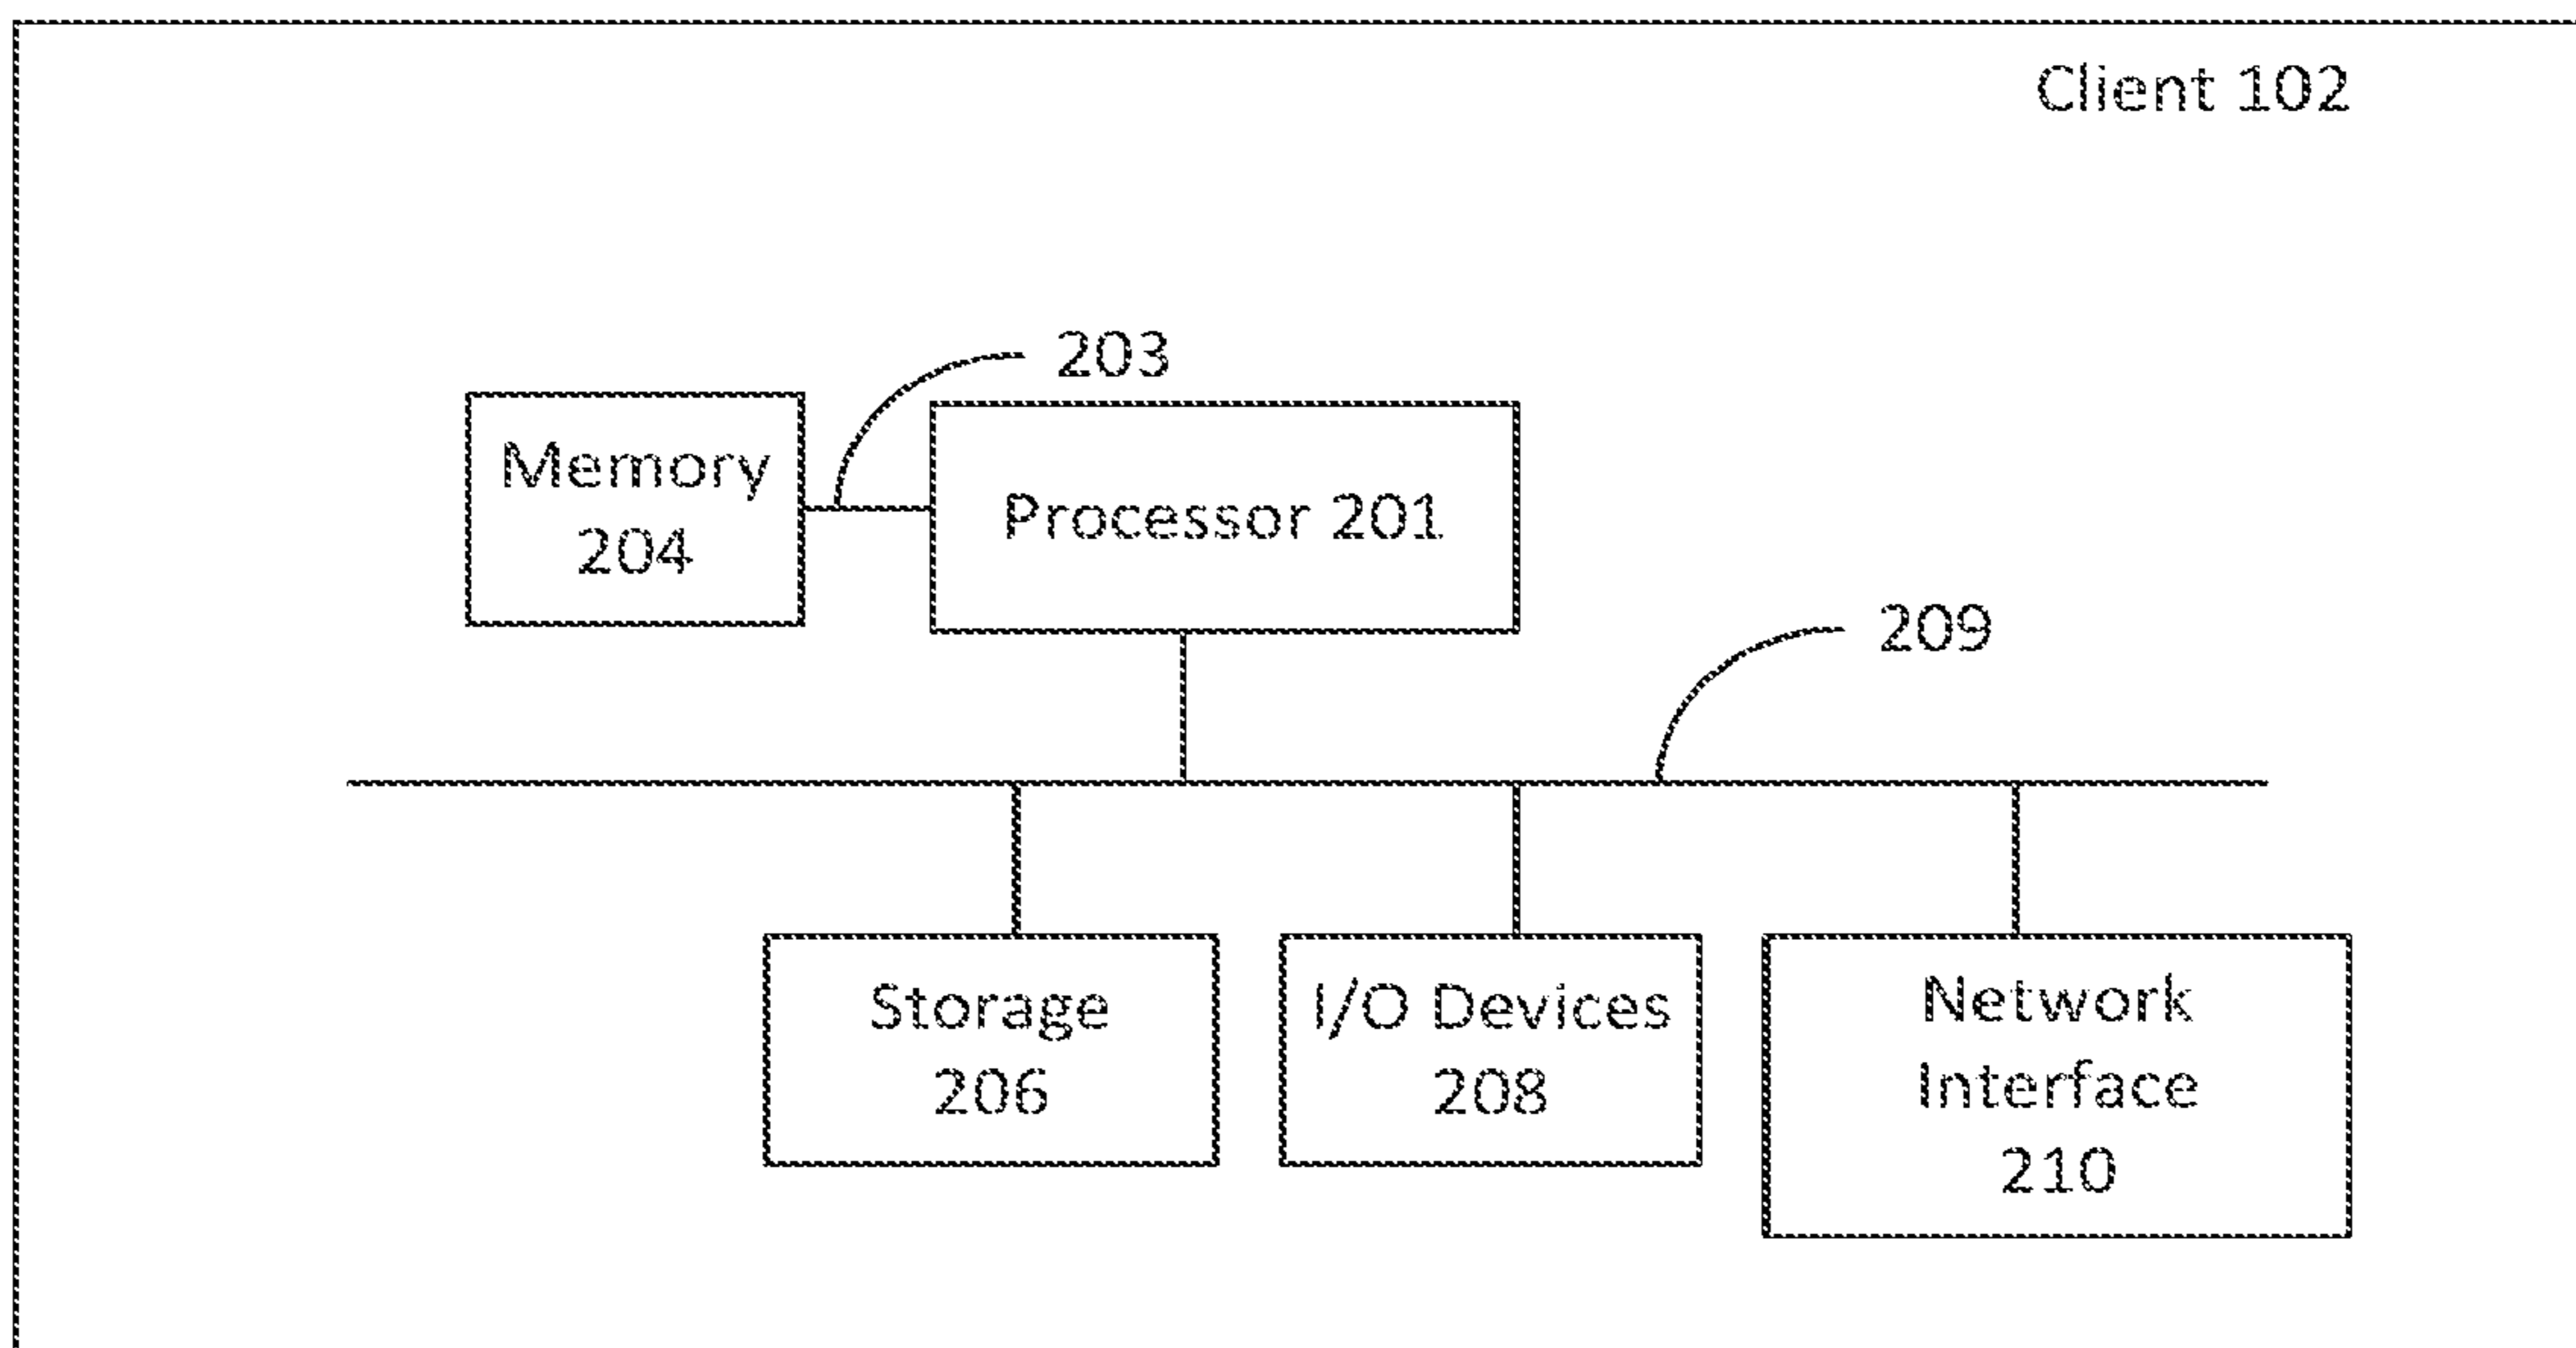 Client 102
203
Memory
204
Processor 201
209
Storage
206
I/O Devices
208
Network
Interface
210